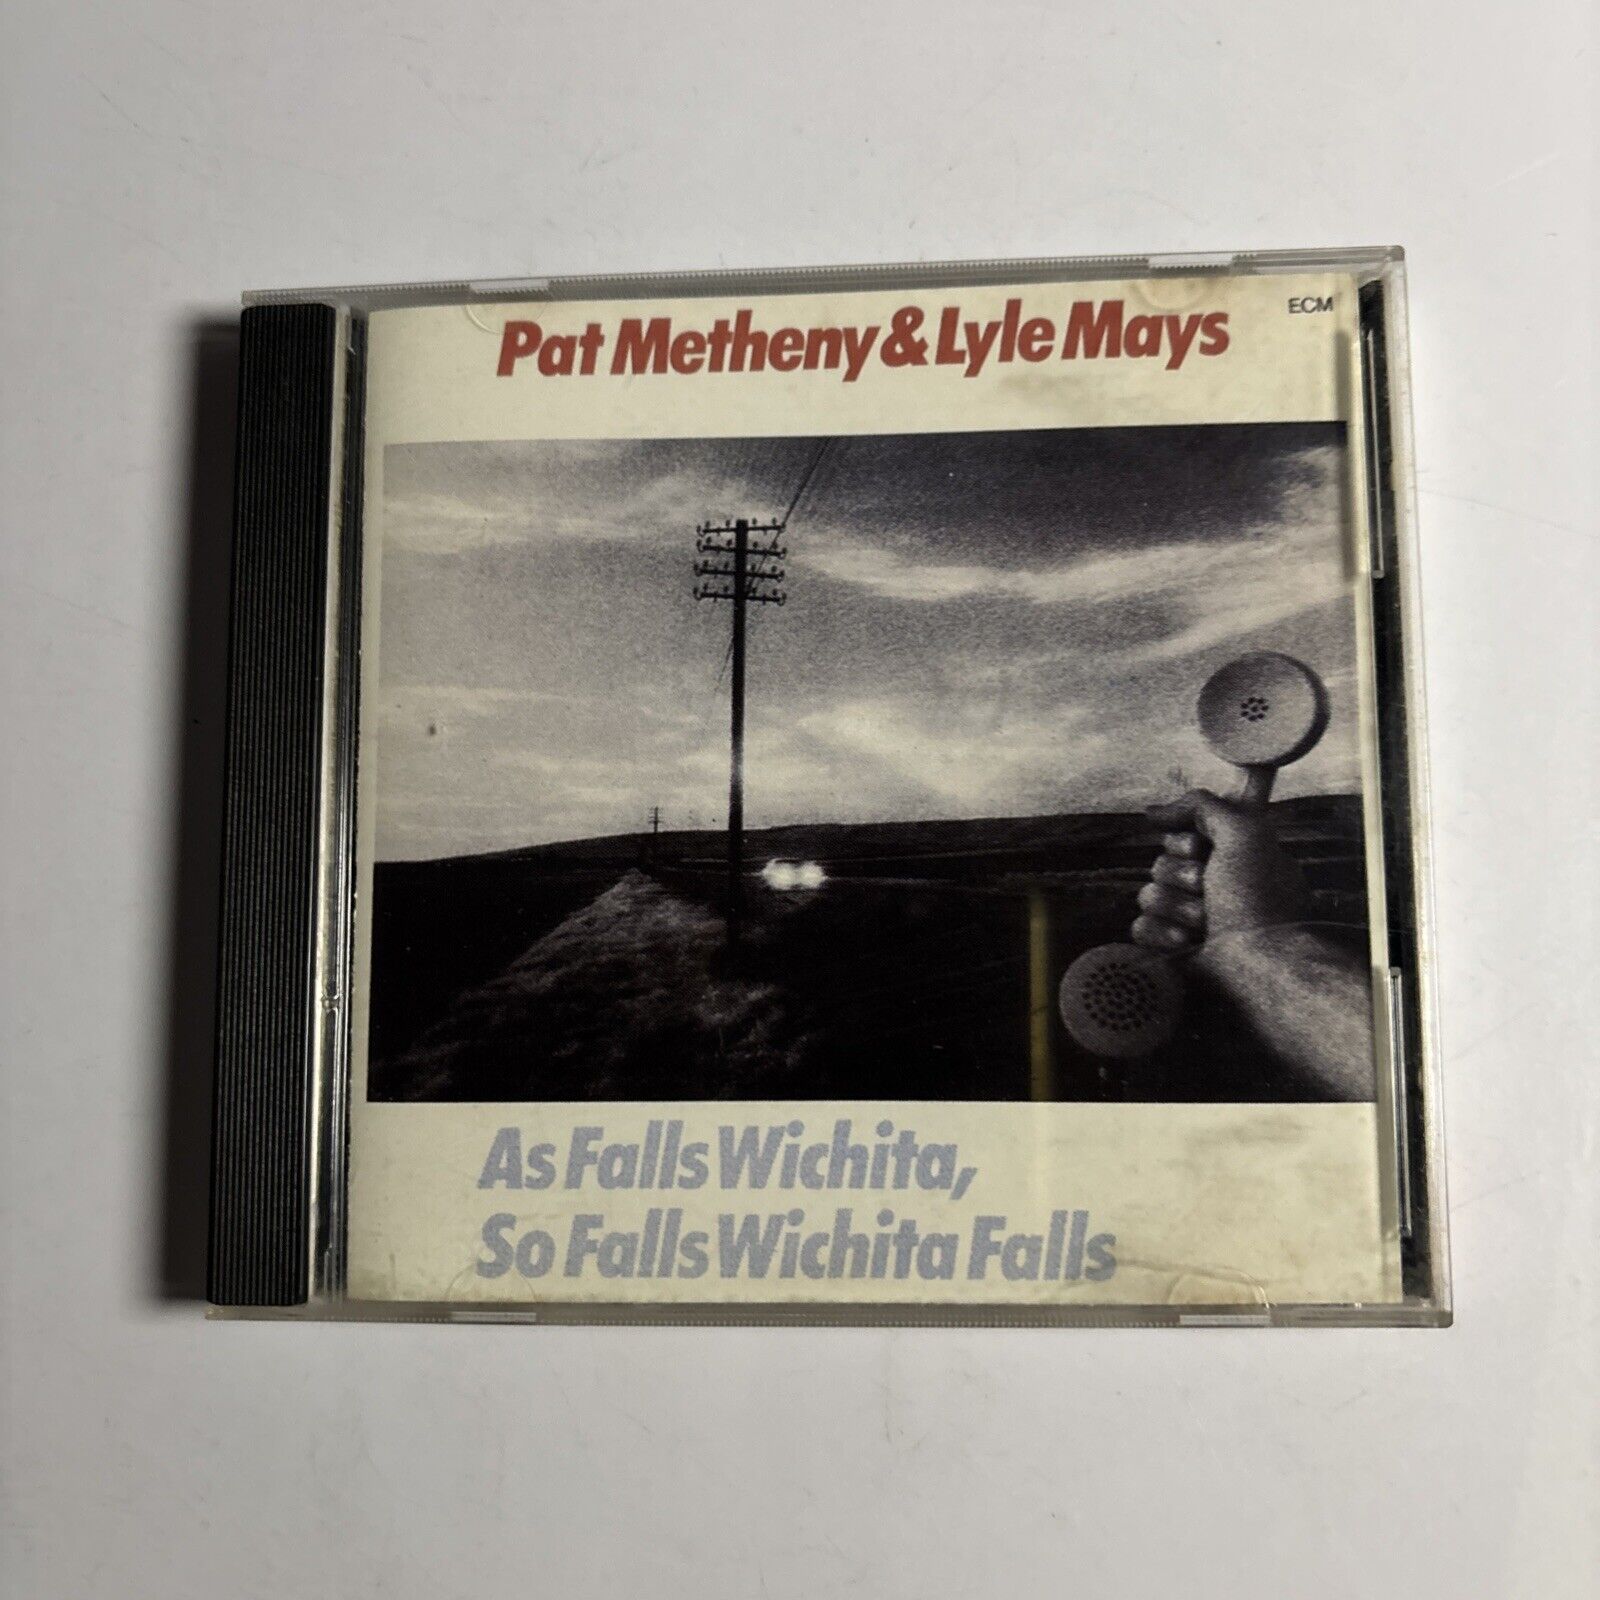 Pat Metheny & Lyle Mays
ECM
As Falls Wichita,
So Falls Wichita Falls